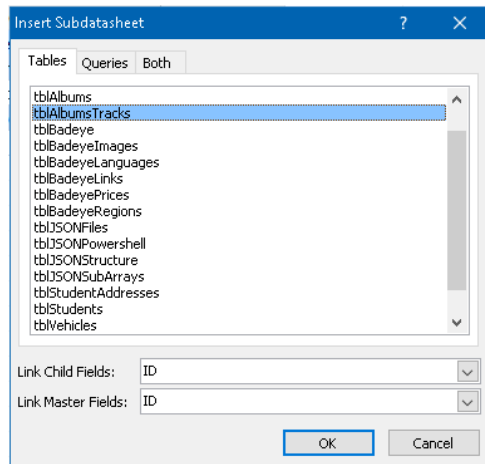 Insert Subdatasheet ? ×
Tables Queries Both
tblAlbums
tblAlbumsTracks
tblBadeye
tblBadeyeImages
tblBadeyeLanguages
tblBadeyeLinks
tblBadeyePrices
tblBadeyeRegions
tblJSONFiles
tblJSONPowershell
tblJSONStructure
tblJSONSubArrays
tblStudentAddresses
tblStudents
tblVehicles
Link Child Fields: ID
Link Master Fields: ID
OK Cancel